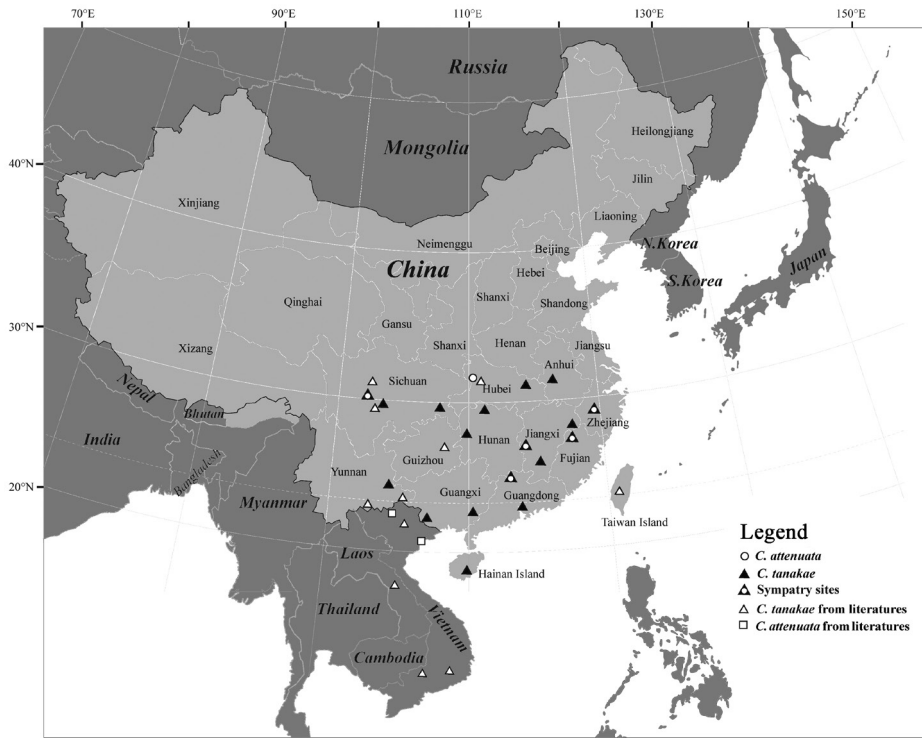 70°E 90°E 110°E 130°E 150°E
Russia
Heilongjiang
Mongolia
40°N
Jilin
Xinjiang
Liaoning
Neimenggu
Beijing
N.Korea
China
Hebei
Japan
S.Korea
Qinghai
Shanxi
Shandong
30°N
Gansu
Shanxi
Henan
Jiangsu
Xizang
Anhui
Nepal
Sichuan
Hubei
Bhutan
Zhejiang
India
Hunan
Jiangxi
Bangladesh
Guizhou
Fujian
Yunnan
20°N
Guangxi
Guangdong
Myanmar
Taiwan Island
Laos
Legend
C. attenuata
Hainan Island
C. tanakae
Sympatry sites
Thailand
Vietnam
C. tanakae from literatures
C. attenuata from literatures
Cambodia